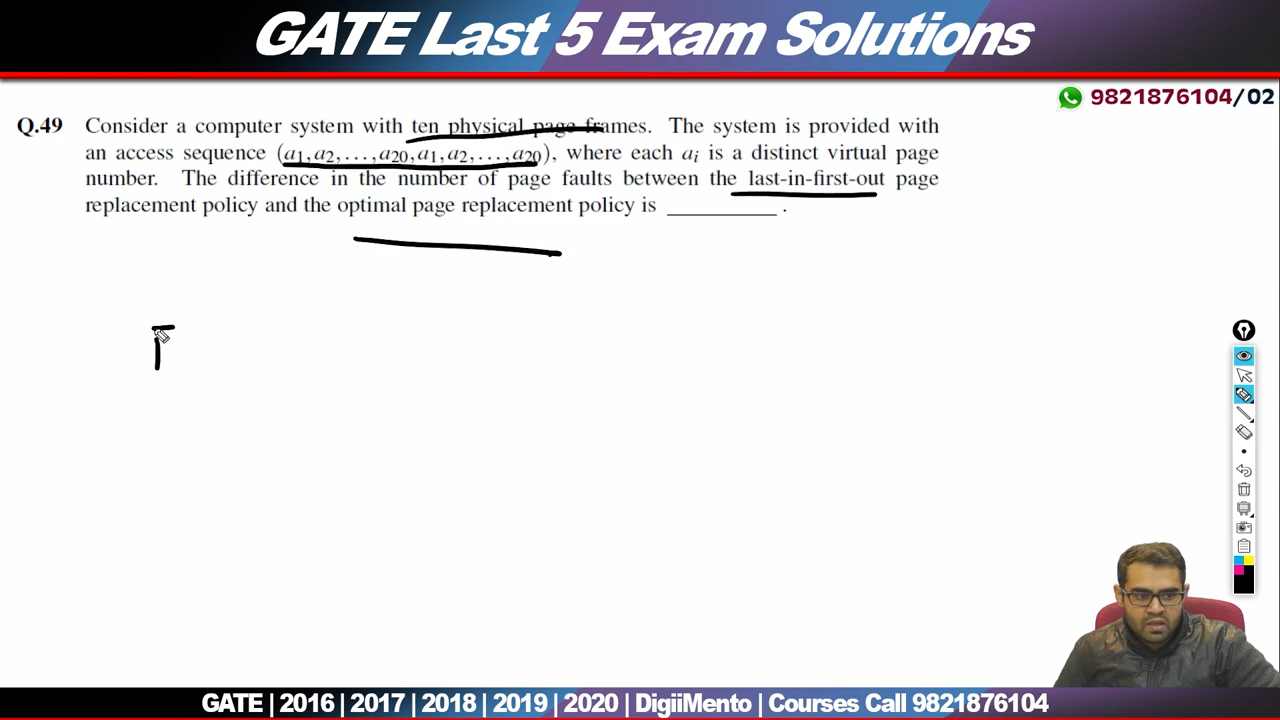 GATE Last 5 Exam Solutions
9821876104/02
Q.49 Consider a computer system with ten physical page frames. The system is provided with
an access sequence (a₁,a₂,…,a₂₀,a₁,a₂,…,a₂₀), where each aᵢ is a distinct virtual page
number. The difference in the number of page faults between the last-in-first-out page
replacement policy and the optimal page replacement policy is __________ .
GATE | 2016 | 2017 | 2018 | 2019 | 2020 | DigiiMento | Courses Call 9821876104